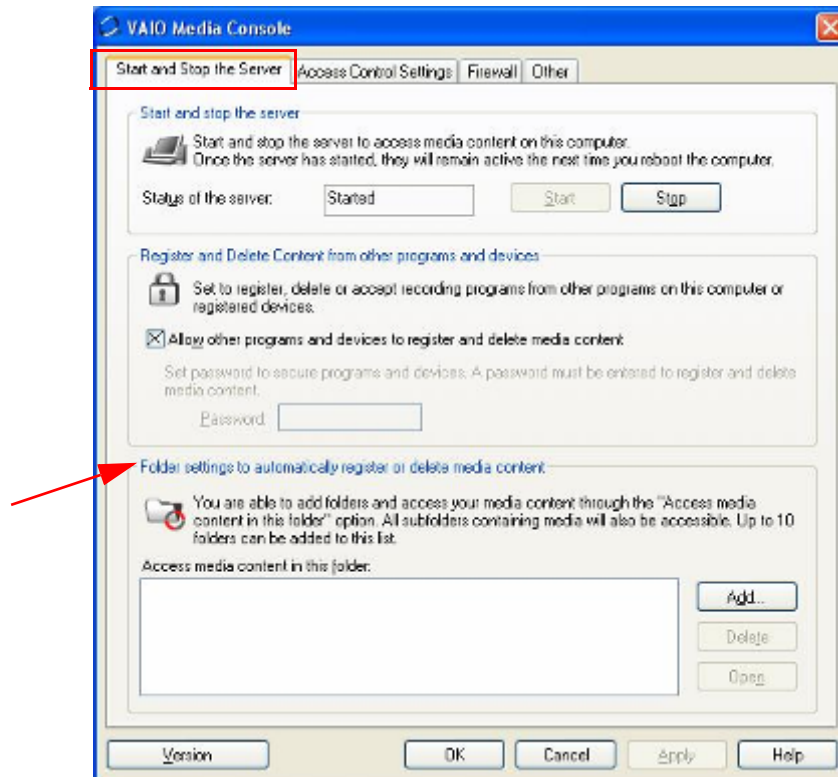 VAIO Media Console
Start and Stop the Server
Access Control Settings
Firewall
Other
Start and stop the server
Start and stop the server to access media content on this computer.
Once the server has started, they will remain active the next time you reboot the computer.
Status of the server:
Started
Start
Stop
Register and Delete Content from other programs and devices
Set to register, delete or accept recording programs from other programs on this computer or
registered devices.
Allow other programs and devices to register and delete media content
Set password to secure programs and devices. A password must be entered to register and delete
media content.
Password
Folder settings to automatically register or delete media content
You are able to add folders and access your media content through the "Access media
content in this folder" option. All subfolders containing media will also be accessible. Up to 10
folders can be added to this list.
Access media content in this folder:
Add...
Delete
Open
Version
OK
Cancel
Apply
Help